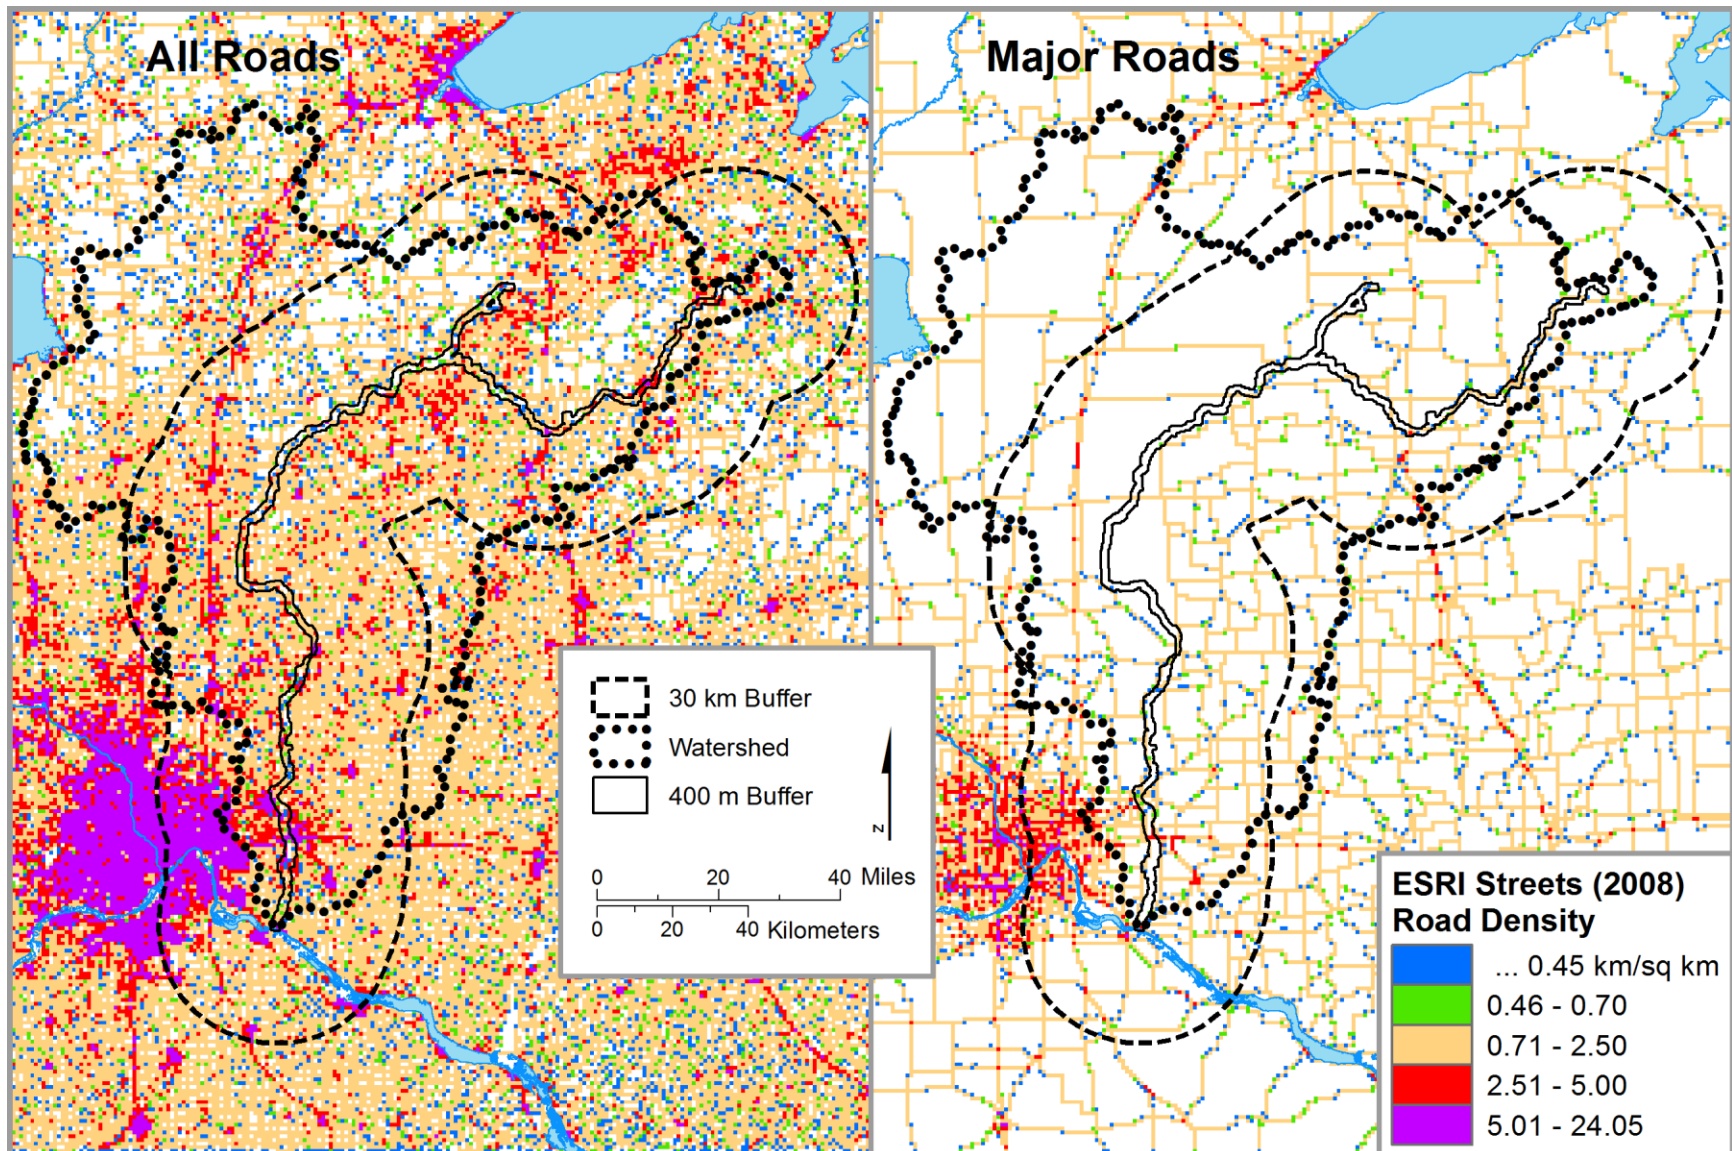 All Roads
Major Roads
30 km Buffer
Watershed
400 m Buffer
N
0 20 40 Miles
0 20 40 Kilometers
ESRI Streets (2008)
Road Density
... 0.45 km/sq km
0.46 - 0.70
0.71 - 2.50
2.51 - 5.00
5.01 - 24.05